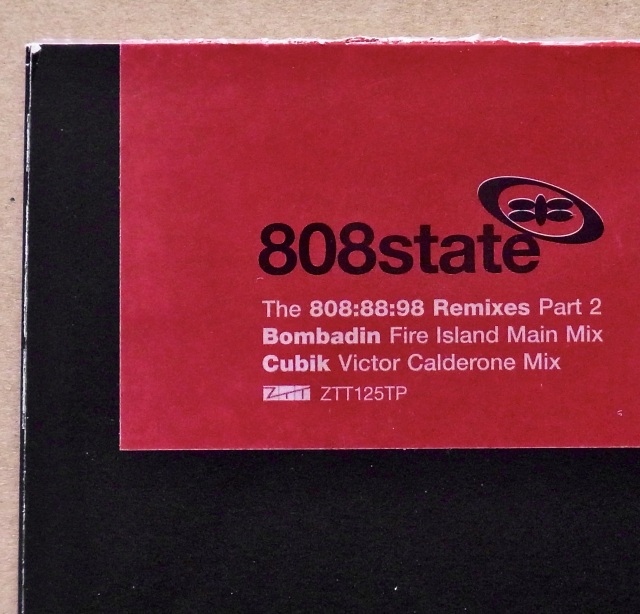 808state
The 808:88:98 Remixes Part 2
Bombadin Fire Island Main Mix
Cubik Victor Calderone Mix
ZTT ZTT125TP